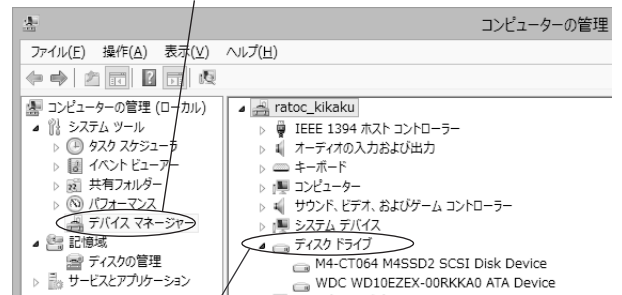 コンピューターの管理
ファイル(F) 操作(A) 表示(V) ヘルプ(H)
コンピューターの管理 (ローカル)
システム ツール
タスク スケジューラ
イベント ビューアー
共有フォルダー
パフォーマンス
デバイス マネージャー
記憶域
ディスクの管理
サービスとアプリケーション
ratoc_kikaku
IEEE 1394 ホスト コントローラー
オーディオの入力および出力
キーボード
コンピューター
サウンド、ビデオ、およびゲーム コントローラー
システム デバイス
ディスク ドライブ
M4-CT064 M4SSD2 SCSI Disk Device
WDC WD10EZEX-00RKKA0 ATA Device